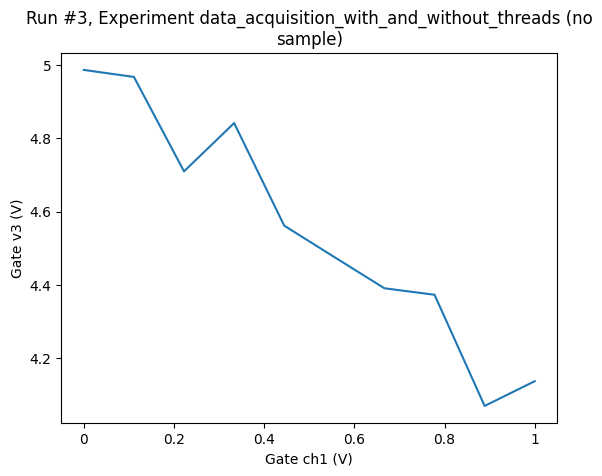 Run #3, Experiment data_acquisition_with_and_without_threads (no
sample)
5
4.8
4.6
4.4
4.2
Gate v3 (V)
0
0.2
0.4
0.6
0.8
1
Gate ch1 (V)